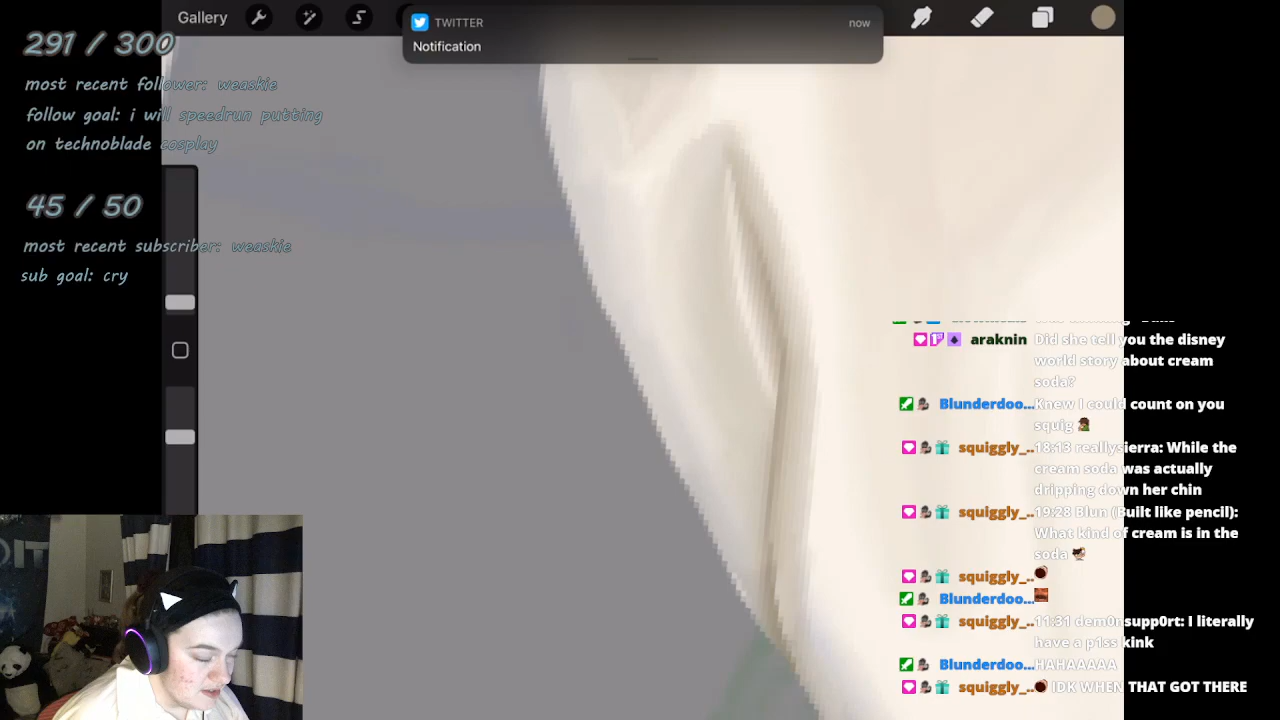 Gallery
TWITTER
now
Notification
291 / 300
most recent follower: weaskie
follow goal: i will speedrun putting
on technoblade cosplay
45 / 50
most recent subscriber: weaskie
sub goal: cry
araknin Did she tell you the disney
world story about cream
soda?
Blunderdoo... Knew I could count on you
squig
squiggly_.. 18:13 reallysierra: While the
cream soda was actually
dripping down her chin
squiggly_.. 19:28 Blun (Built like pencil):
What kind of cream is in the
soda
squiggly_..
Blunderdoo...
squiggly_.. 11:31 dem0nsupp0rt: I literally
have a p1ss kink
Blunderdoo... HAHAAAAA
squiggly_.. IDK WHEN THAT GOT THERE